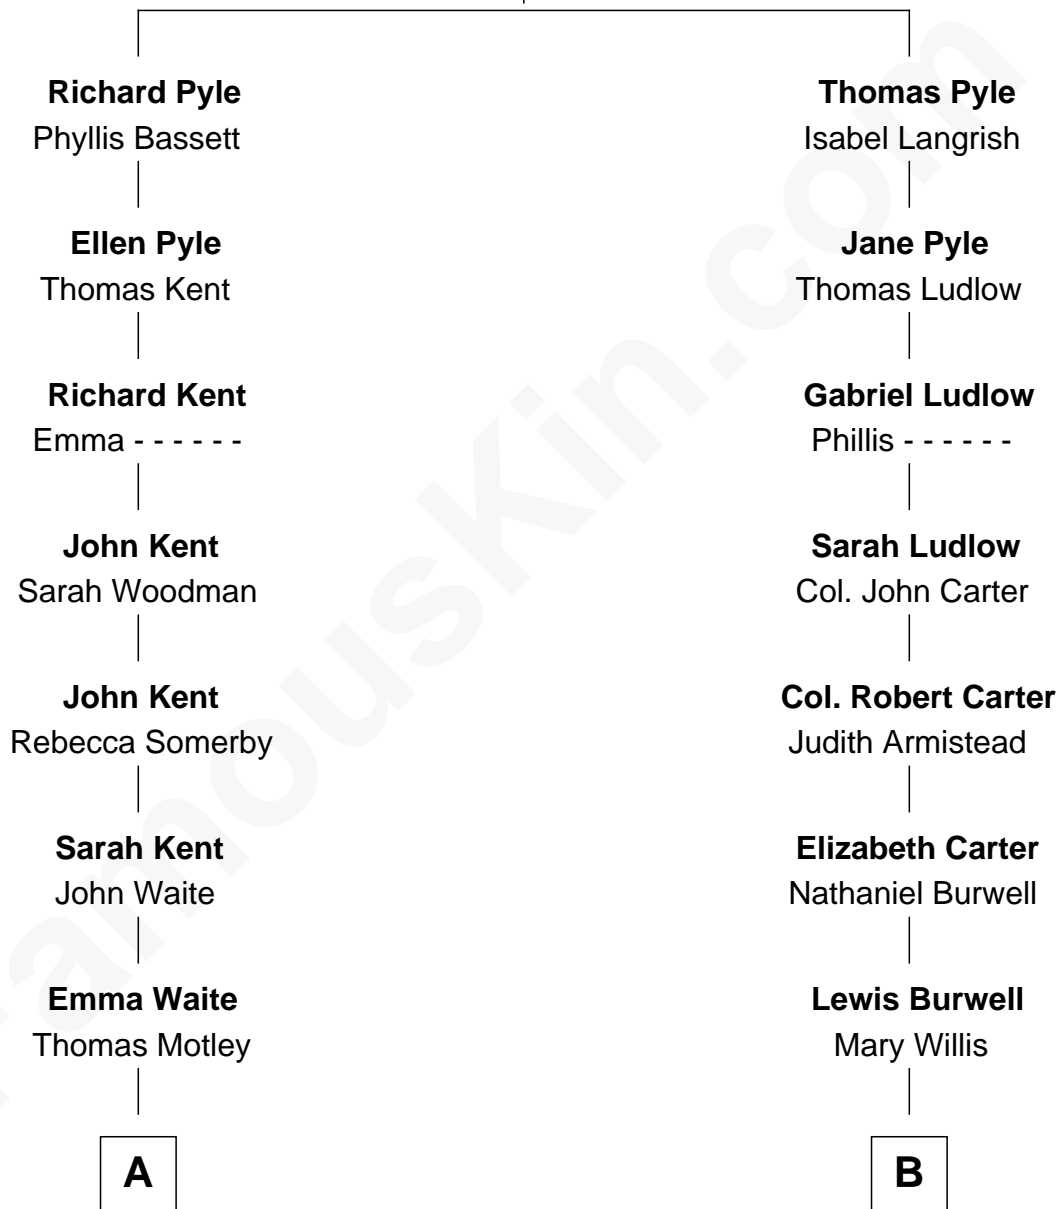 Richard Pyle
Phyllis Bassett
Ellen Pyle
Thomas Kent
Richard Kent
Emma - - - - - -
John Kent
Sarah Woodman
John Kent
Rebecca Somerby
Sarah Kent
John Waite
Emma Waite
Thomas Motley
A
Thomas Pyle
Isabel Langrish
Jane Pyle
Thomas Ludlow
Gabriel Ludlow
Phillis - - - - - -
Sarah Ludlow
Col. John Carter
Col. Robert Carter
Judith Armistead
Elizabeth Carter
Nathaniel Burwell
Lewis Burwell
Mary Willis
B
FamousKin.com